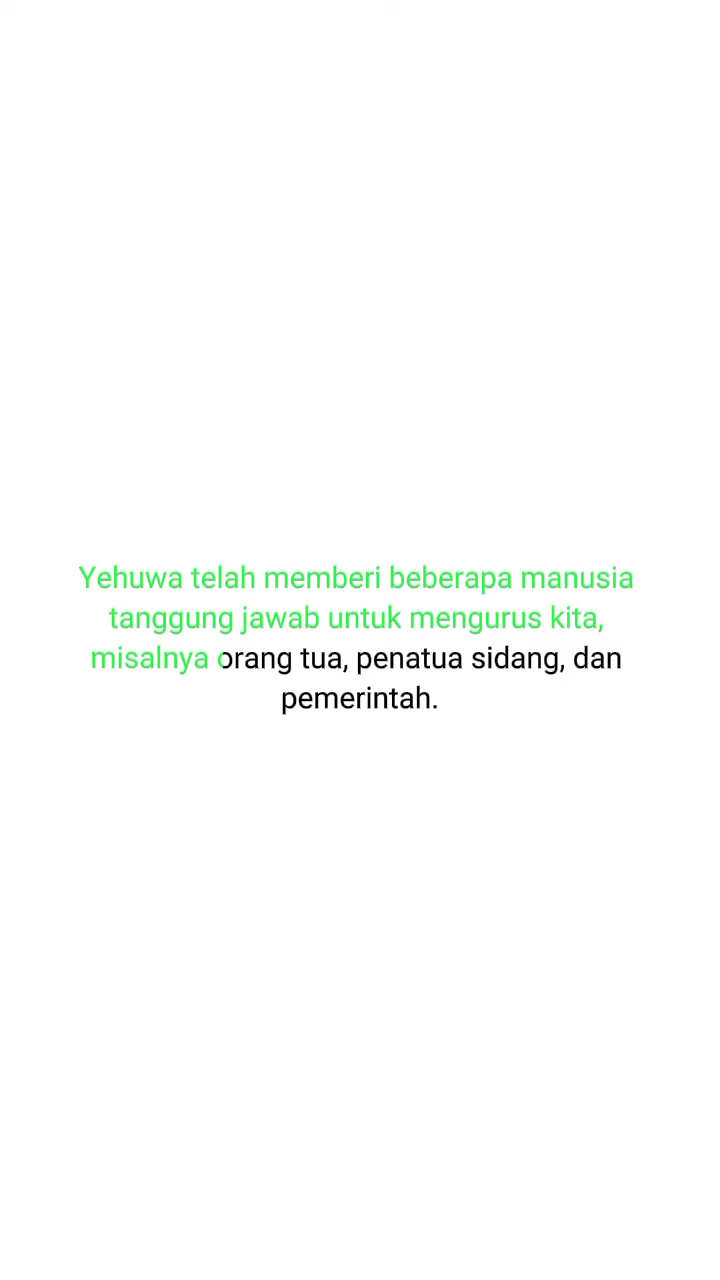 Yehuwa telah memberi beberapa manusia
tanggung jawab untuk mengurus kita,
misalnya orang tua, penatua sidang, dan
pemerintah.